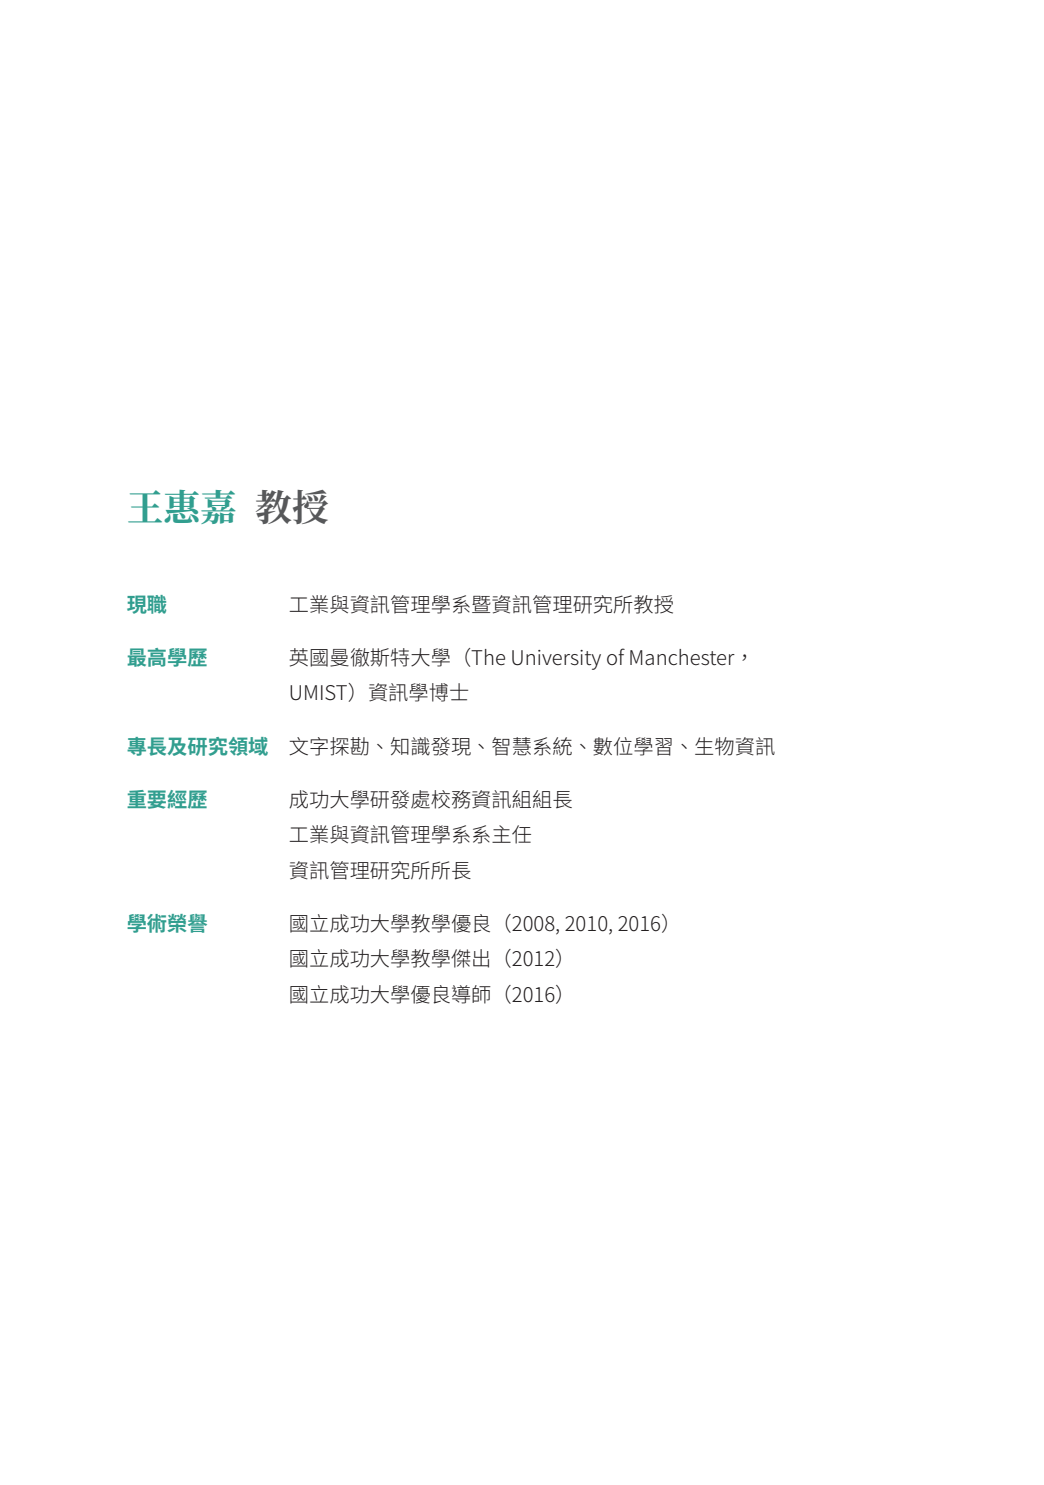 王惠嘉 教授
現職 工業與資訊管理學系暨資訊管理研究所教授
最高學歷 英國曼徹斯特大學（The University of Manchester，
UMIST）資訊學博士
專長及研究領域 文字探勘、知識發現、智慧系統、數位學習、生物資訊
重要經歷 成功大學研發處校務資訊組組長
工業與資訊管理學系系主任
資訊管理研究所所長
學術榮譽 國立成功大學教學優良（2008, 2010, 2016）
國立成功大學教學傑出（2012）
國立成功大學優良導師（2016）